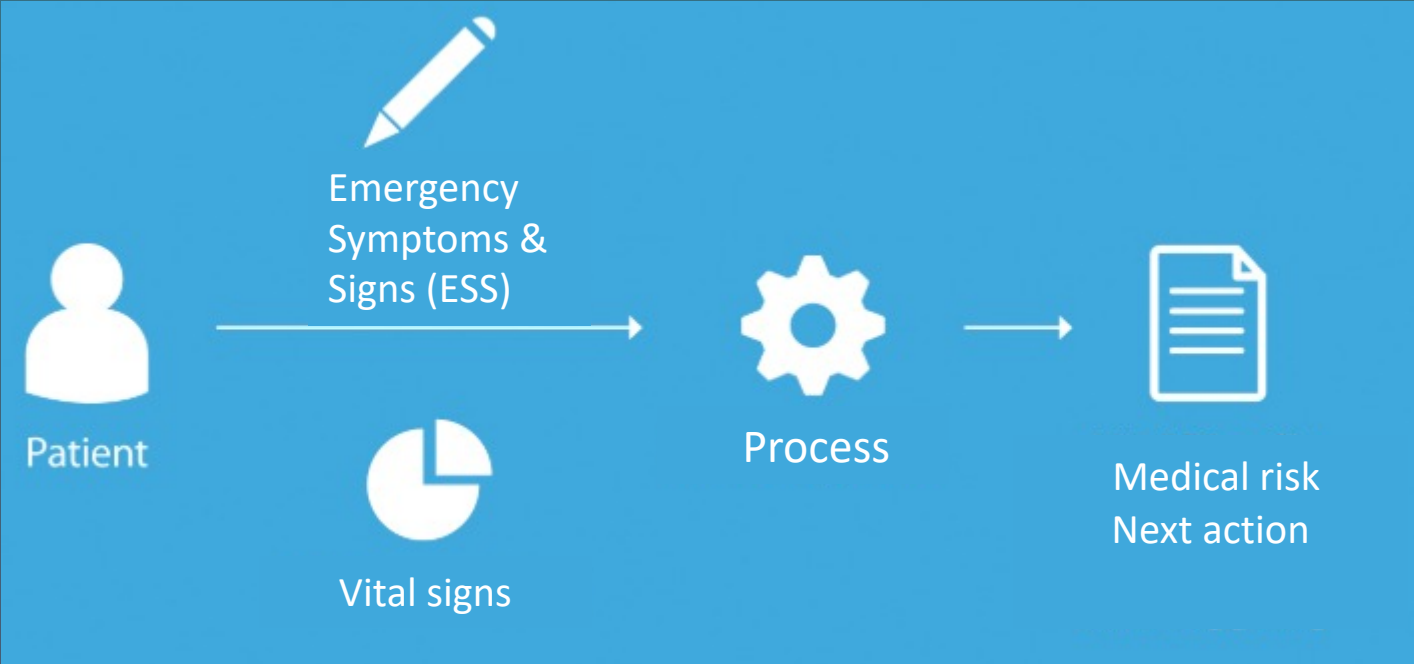 Emergency
Symptoms &
Signs (ESS)
Patient
Process
Medical risk
Next action
Vital signs